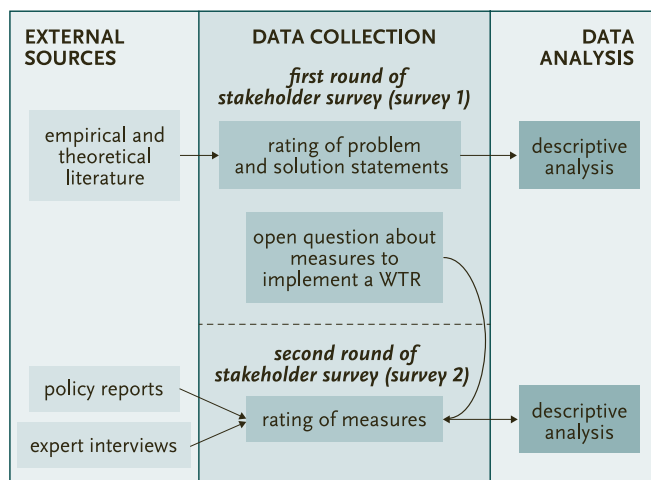 EXTERNAL
SOURCES
DATA COLLECTION
DATA
ANALYSIS
first round of
stakeholder survey (survey 1)
empirical and
theoretical
literature
rating of problem
and solution statements
descriptive
analysis
open question about
measures to
implement a WTR
second round of
stakeholder survey (survey 2)
policy reports
expert interviews
rating of measures
descriptive
analysis